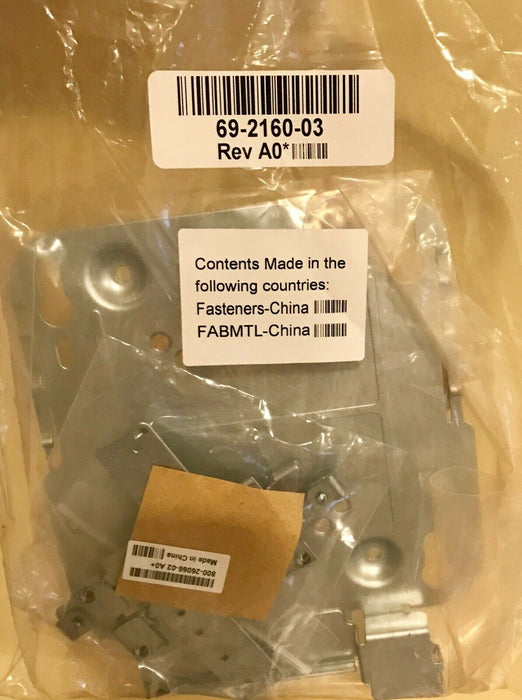 69-2160-03
Rev A0*
Contents Made in the
following countries:
Fasteners-China
FABMTL-China
800-26066-02 A0+
Made in China